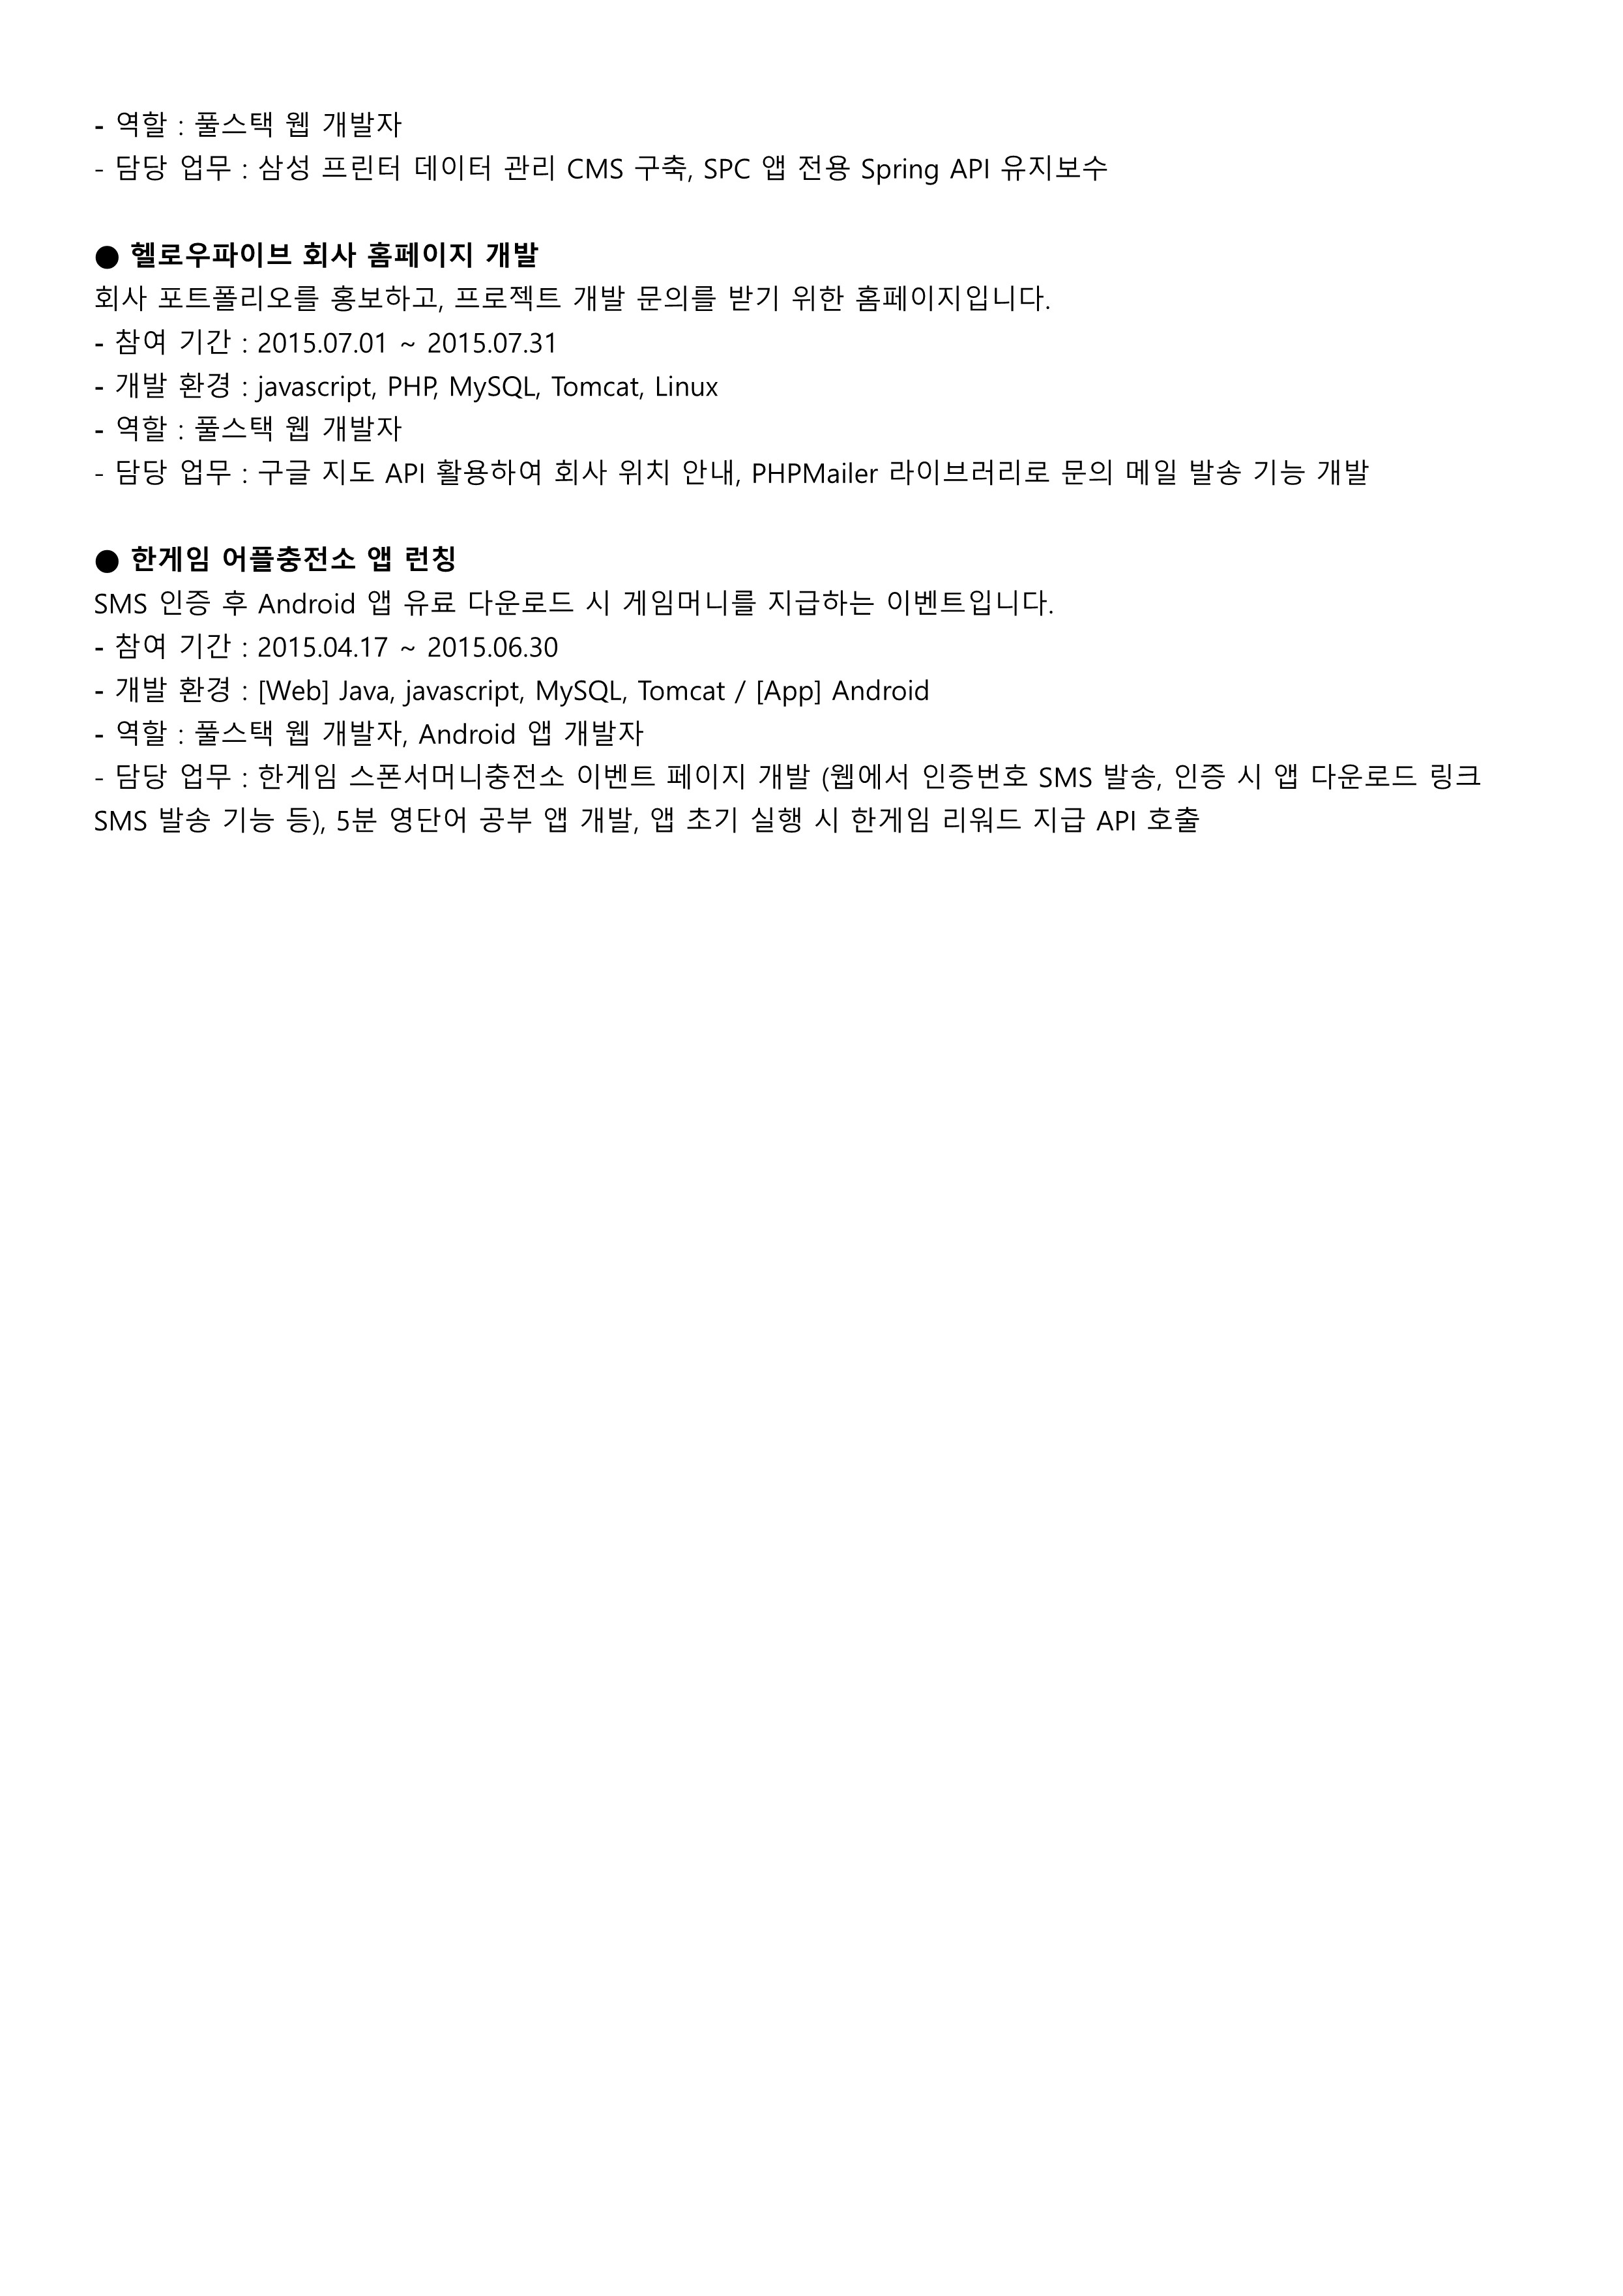 - 역할 : 풀스택 웹 개발자
- 담당 업무 : 삼성 프린터 데이터 관리 CMS 구축, SPC 앱 전용 Spring API 유지보수
● 헬로우파이브 회사 홈페이지 개발
회사 포트폴리오를 홍보하고, 프로젝트 개발 문의를 받기 위한 홈페이지입니다.
- 참여 기간 : 2015.07.01 ~ 2015.07.31
- 개발 환경 : javascript, PHP, MySQL, Tomcat, Linux
- 역할 : 풀스택 웹 개발자
- 담당 업무 : 구글 지도 API 활용하여 회사 위치 안내, PHPMailer 라이브러리로 문의 메일 발송 기능 개발
● 한게임 어플충전소 앱 런칭
SMS 인증 후 Android 앱 유료 다운로드 시 게임머니를 지급하는 이벤트입니다.
- 참여 기간 : 2015.04.17 ~ 2015.06.30
- 개발 환경 : [Web] Java, javascript, MySQL, Tomcat / [App] Android
- 역할 : 풀스택 웹 개발자, Android 앱 개발자
- 담당 업무 : 한게임 스폰서머니충전소 이벤트 페이지 개발 (웹에서 인증번호 SMS 발송, 인증 시 앱 다운로드 링크
SMS 발송 기능 등), 5분 영단어 공부 앱 개발, 앱 초기 실행 시 한게임 리워드 지급 API 호출